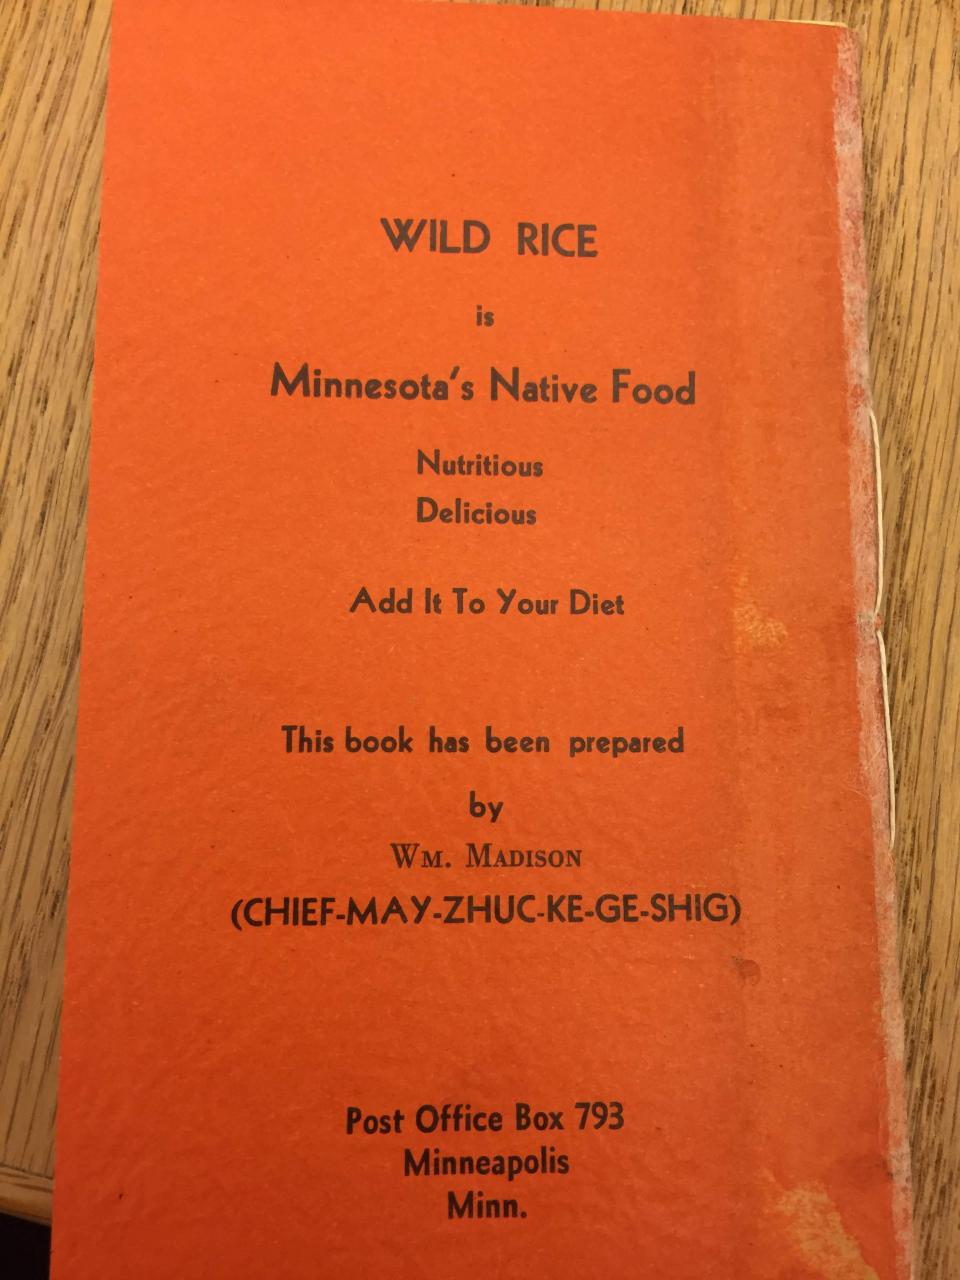 WILD RICE
is
Minnesota's Native Food
Nutritious
Delicious
Add It To Your Diet
This book has been prepared
by
WM. MADISON
(CHIEF-MAY-ZHUC-KE-GE-SHIG)
Post Office Box 793
Minneapolis
Minn.